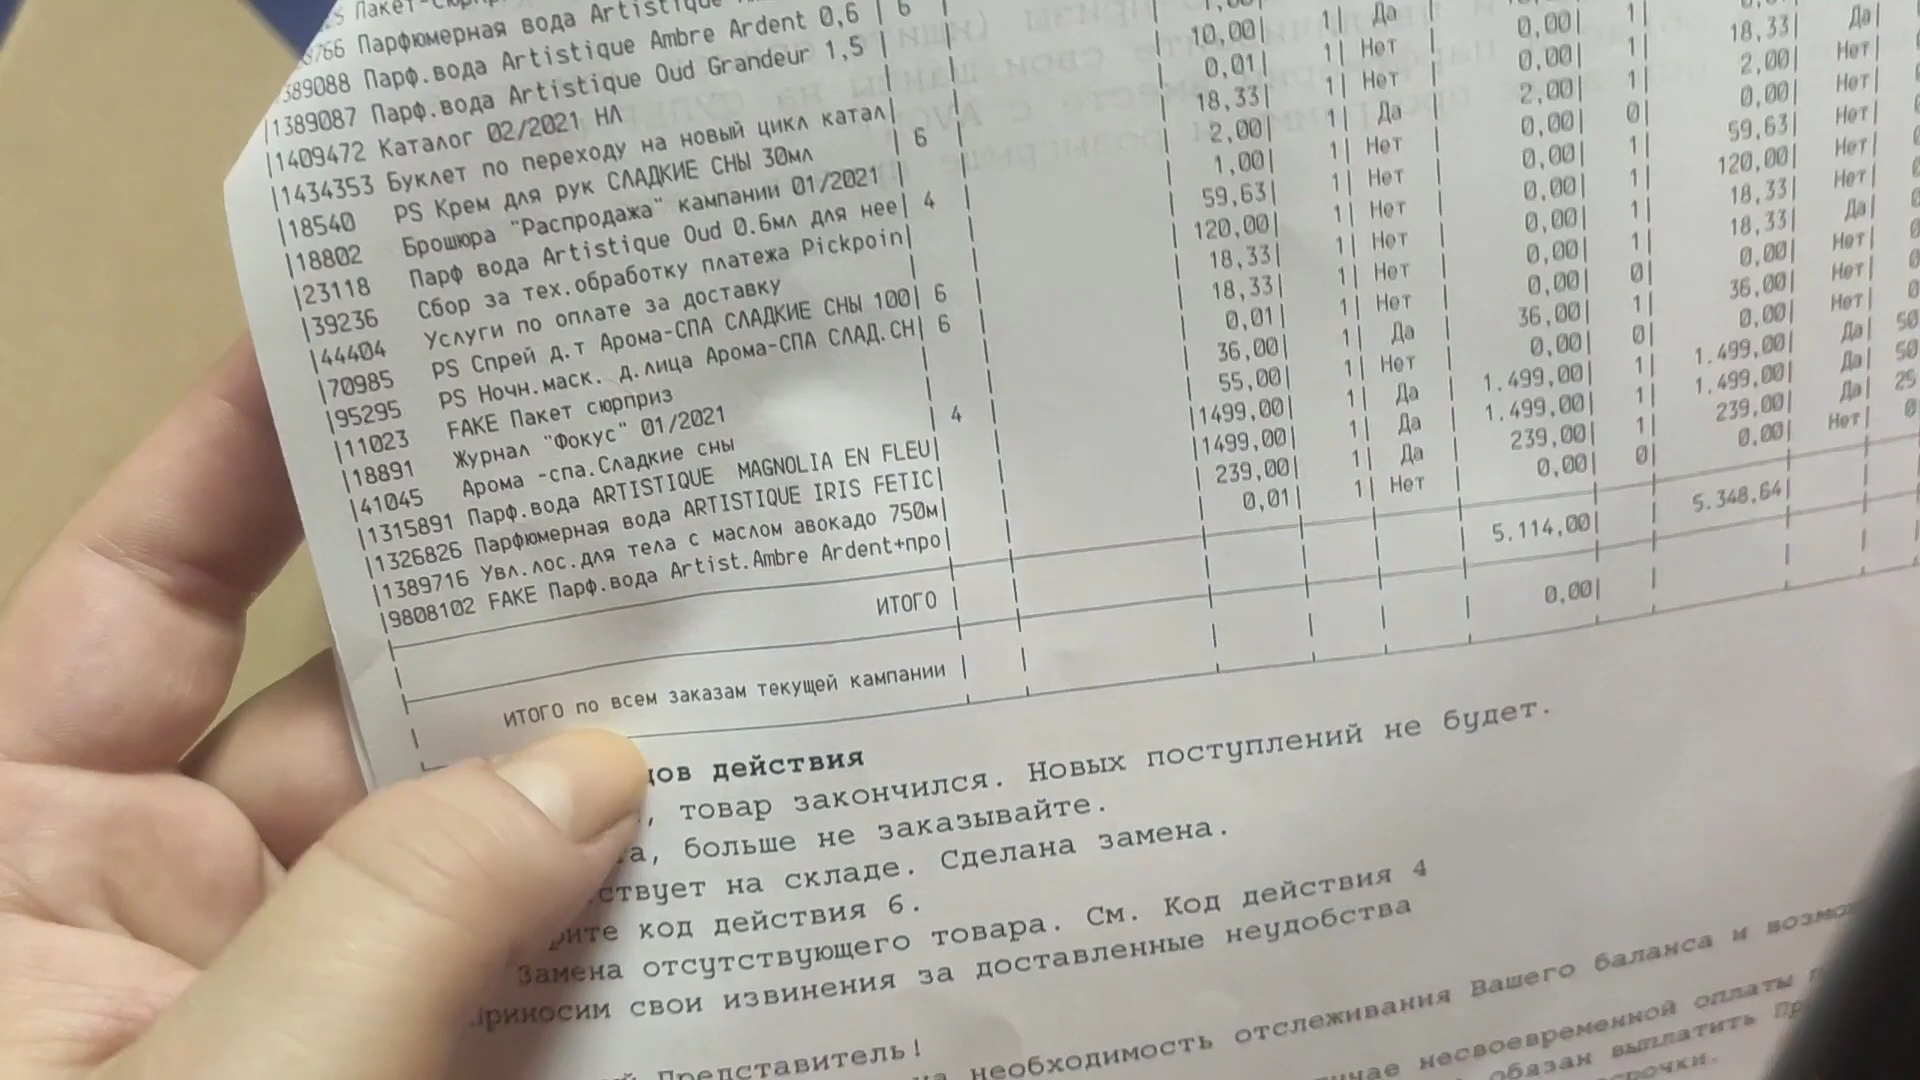 Пакет-
766 Парфюмерная вода Artistique
389088 Парф.вода Artistique Ambre Ardent 0,6 | 6
|1389087 Парф.вода Artistique Oud Grandeur 1,5 |
|1409472 Каталог 02/2021 НЛ
|1434353 Буклет по переходу на новый цикл катал|
|18540 PS Крем для рук СЛАДКИЕ СНЫ 30мл | 6
|18802 Брошюра "Распродажа" кампании 01/2021 |
|23118 Парф вода Artistique Oud 0.6мл для нее| 4
|39236 Сбор за тех.обработку платежа Pickpoin|
|44404 Услуги по оплате за доставку |
|70985 PS Спрей д.т Арома-СПА СЛАДКИЕ СНЫ 100| 6
|95295 PS Ночн.маск. д.лица Арома-СПА СЛАД.СН| 6
|11023 FAKE Пакет сюрприз |
|18891 Журнал "Фокус" 01/2021 |
|41045 Арома -спа.Сладкие сны | 4
|1315891 Парф.вода ARTISTIQUE MAGNOLIA EN FLEU|
|1326826 Парфюмерная вода ARTISTIQUE IRIS FETIC|
|1389716 Увл.лос.для тела с маслом авокадо 750м|
|9808102 FAKE Парф.вода Artist.Ambre Ardent+про|
10,00| 1| Да
0,01| 1| Нет
18,33| 1| Нет
2,00| 1| Да
1,00| 1| Нет
59,63| 1| Нет
120,00| 1| Нет
18,33| 1| Нет
18,33| 1| Нет
0,01| 1| Нет
36,00| 1| Да
55,00| 1| Нет
|1499,00| 1| Да
|1499,00| 1| Да
239,00| 1| Да
0,01| 1| Нет
0,00| 1|
0,00| 1| 18,33| Да|
2,00| 1| 2,00| Нет|
0,00| 0| 0,00| Нет|
0,00| 1| 59,63| Нет|
0,00| 1| 120,00| Нет|
0,00| 1| 18,33| Нет|
0,00| 1| 18,33| Да|
0,00| 0| 0,00| Нет|
36,00| 1| 36,00| Нет|
0,00| 0| 0,00| Нет|
1.499,00| 1| 1.499,00| Да| 50
1.499,00| 1| 1.499,00| Да| 50
239,00| 1| 239,00| Да| 25
0,00| 0| 0,00| Нет| 0
ИТОГО | 5.114,00| 5.348,64|
ИТОГО по всем заказам текущей кампании | 0,00|
дов действия
, товар закончился. Новых поступлений не будет.
та, больше не заказывайте.
ствует на складе. Сделана замена.
рите код действия 6.
Замена отсутствующего товара. См. Код действия 4
Приносим свои извинения за доставленные неудобства
Представитель!
необходимость отслеживания Вашего баланса и
несвоевременной оплаты
обязан выплатить